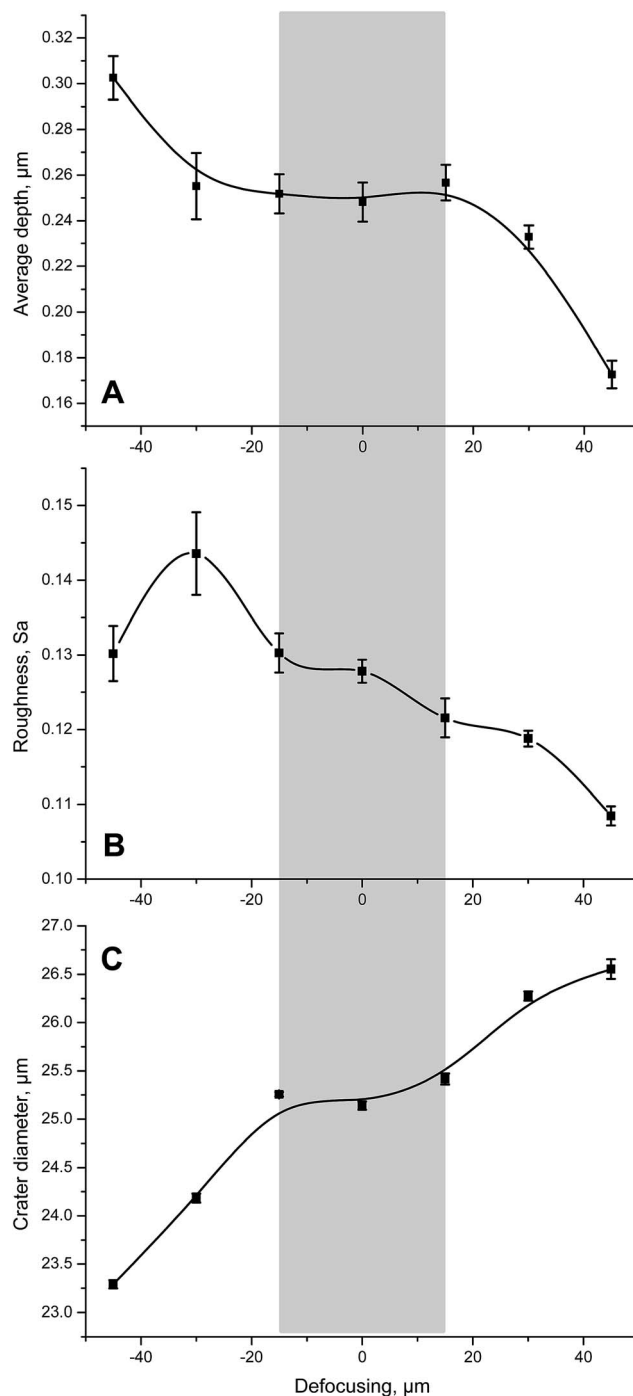 0.32
0.30
0.28
0.26
0.24
0.22
0.20
0.18
0.16
Average depth, µm
A
-40 -20 0 20 40
0.15
0.14
0.13
0.12
0.11
0.10
Roughness, Sa
B
-40 -20 0 20 40
27.0
26.5
26.0
25.5
25.0
24.5
24.0
23.5
23.0
Crater diameter, µm
C
-40 -20 0 20 40
Defocusing, µm